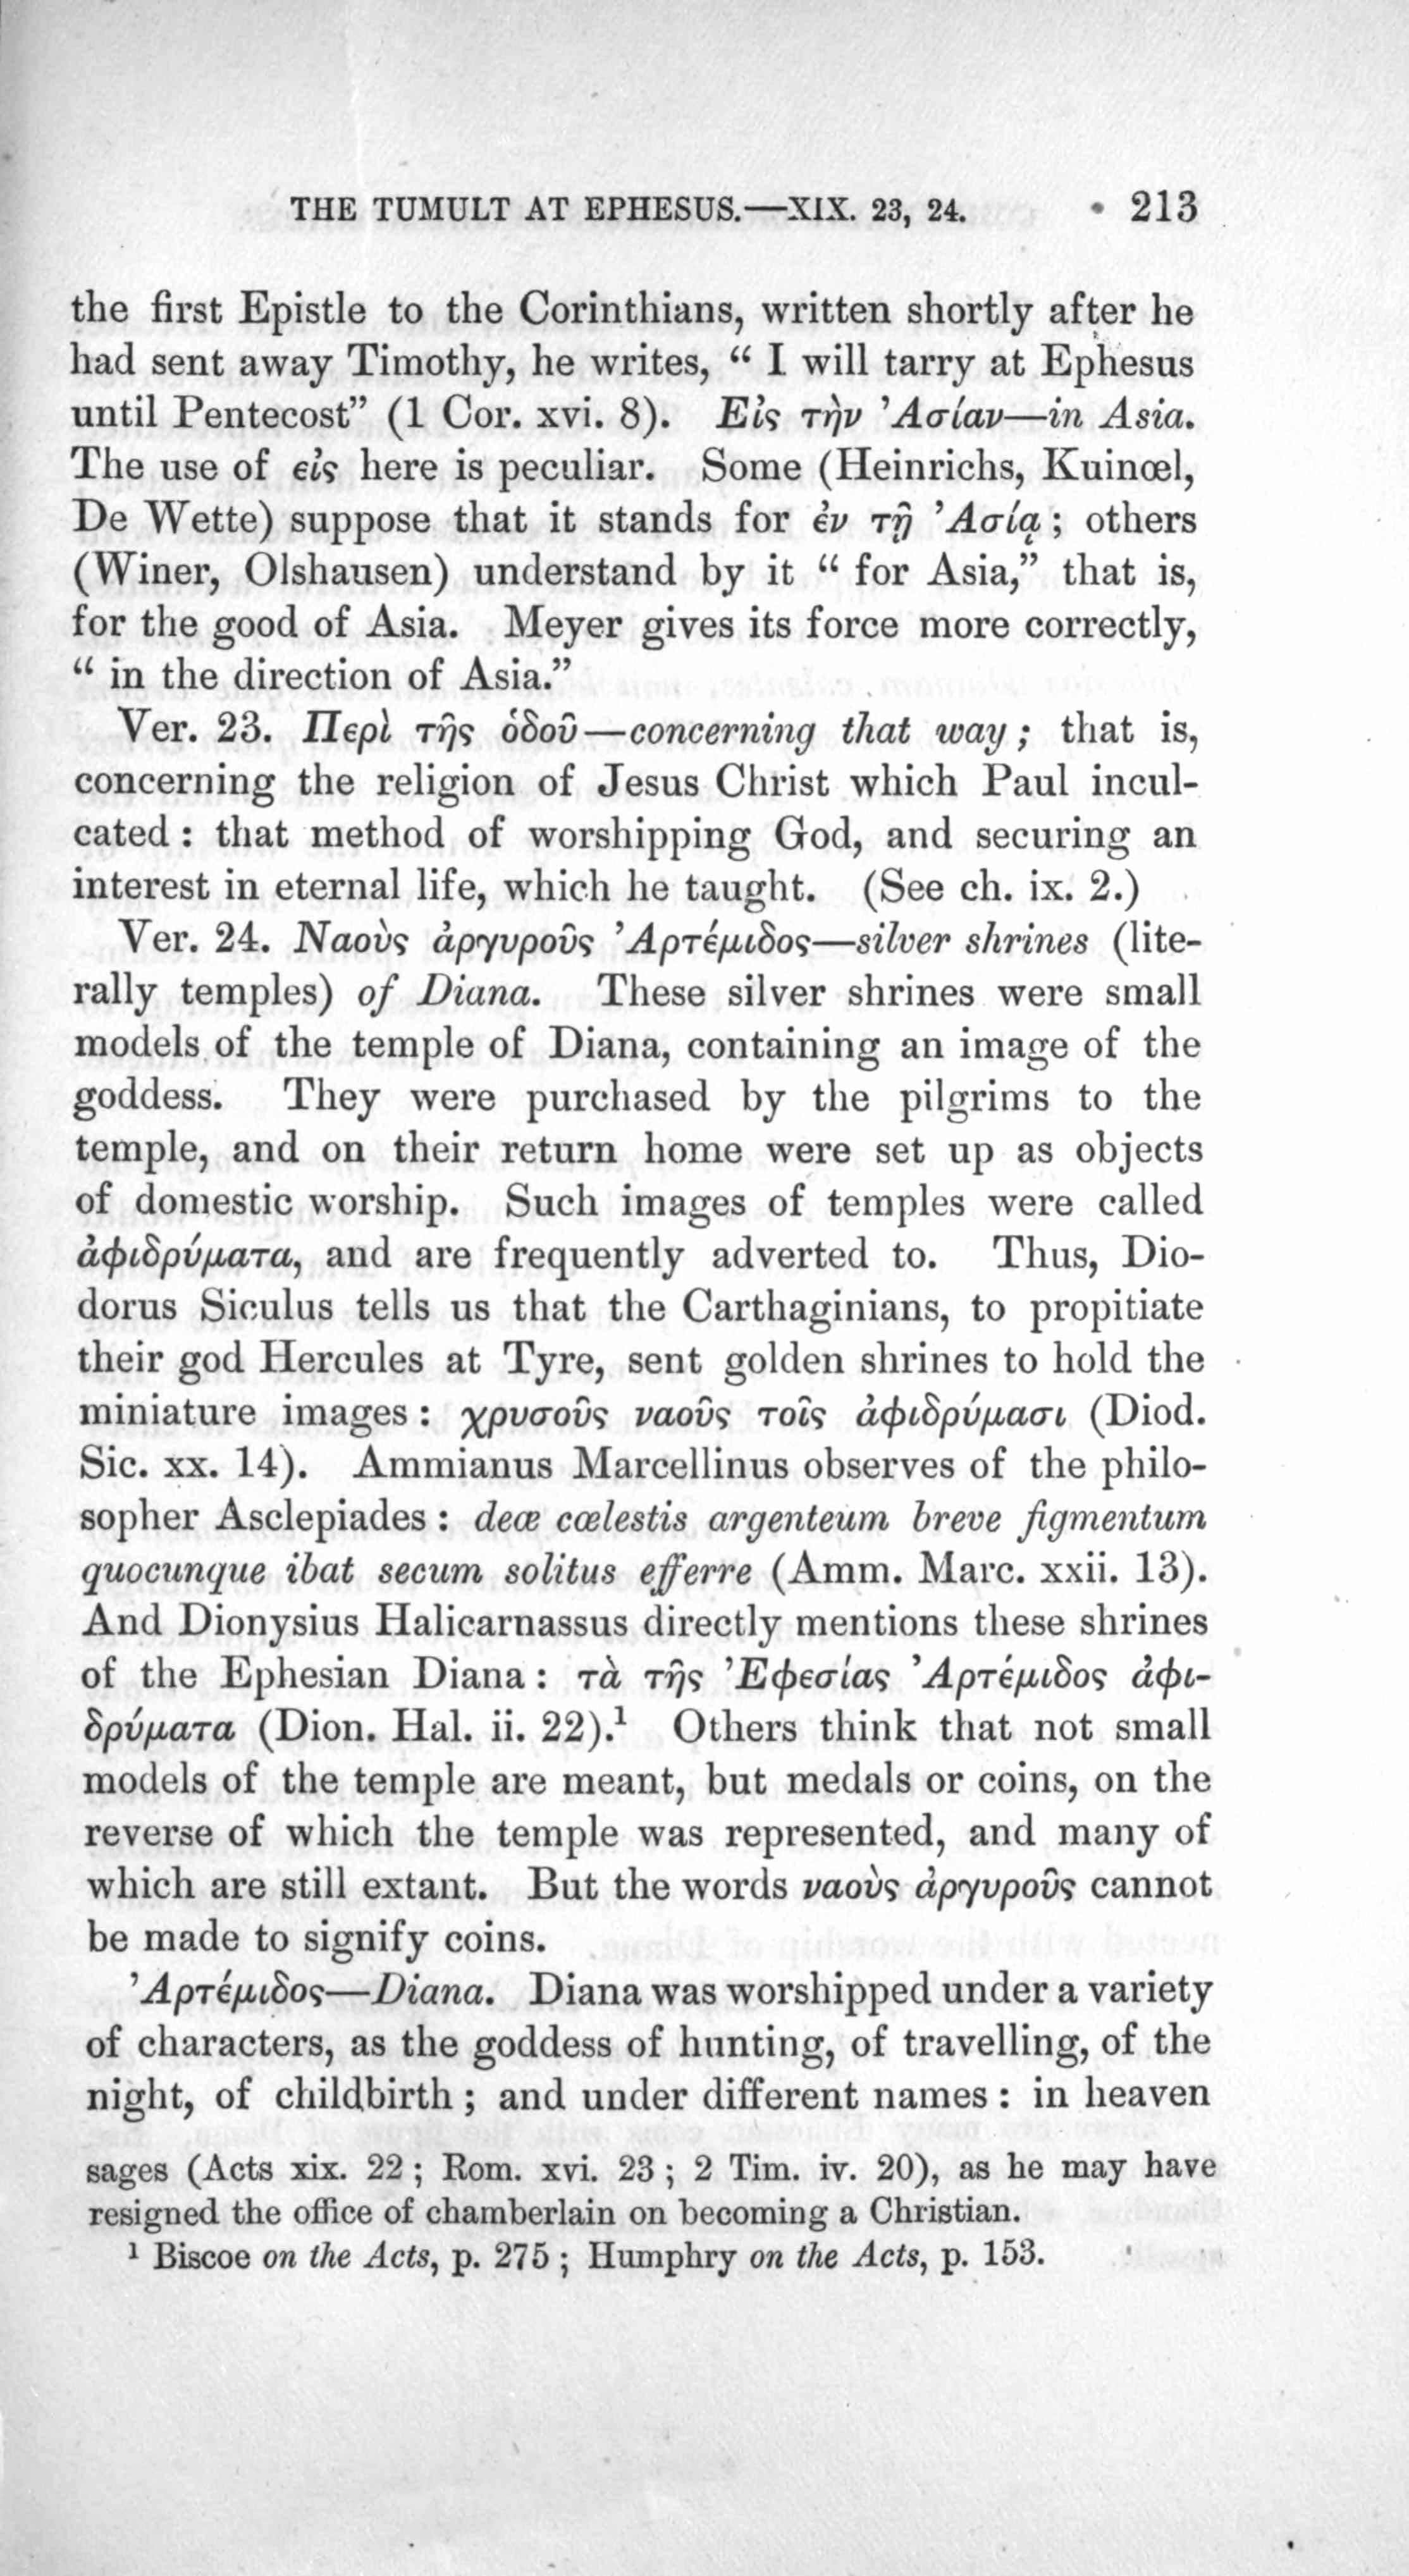 THE TUMULT AT EPHESUS.—XIX. 23, 24. 213
the first Epistle to the Corinthians, written shortly after he
had sent away Timothy, he writes, “ I will tarry at Ephesus
until Pentecost” (1 Cor. xvi. 8). Εἰς τὴν ’Ασίαν—in Asia.
The use of εἰς here is peculiar. Some (Heinrichs, Kuinœl,
De Wette) suppose that it stands for ἐν τῇ ’Ασίᾳ ; others
(Winer, Olshausen) understand by it “ for Asia,” that is,
for the good of Asia. Meyer gives its force more correctly,
“ in the direction of Asia.”
Ver. 23. Περὶ τῆς ὁδοῦ—concerning that way ; that is,
concerning the religion of Jesus Christ which Paul incul-
cated : that method of worshipping God, and securing an
interest in eternal life, which he taught. (See ch. ix. 2.)
Ver. 24. Ναοὺς ἀργυροῦς ’Αρτέμιδος—silver shrines (lite-
rally temples) of Diana. These silver shrines were small
models of the temple of Diana, containing an image of the
goddess. They were purchased by the pilgrims to the
temple, and on their return home were set up as objects
of domestic worship. Such images of temples were called
ἀφιδρύματα, and are frequently adverted to. Thus, Dio-
dorus Siculus tells us that the Carthaginians, to propitiate
their god Hercules at Tyre, sent golden shrines to hold the
miniature images : χρυσοῦς ναοῦς τοῖς ἀφιδρύμασι (Diod.
Sic. xx. 14). Ammianus Marcellinus observes of the philo-
sopher Asclepiades : deæ cœlestis argenteum breve figmentum
quocunque ibat secum solitus efferre (Amm. Marc. xxii. 13).
And Dionysius Halicarnassus directly mentions these shrines
of the Ephesian Diana : τὰ τῆς ’Εφεσίας ’Αρτέμιδος ἀφι-
δρύματα (Dion. Hal. ii. 22).¹ Others think that not small
models of the temple are meant, but medals or coins, on the
reverse of which the temple was represented, and many of
which are still extant. But the words ναοὺς ἀργυροῦς cannot
be made to signify coins.
’Αρτέμιδος—Diana. Diana was worshipped under a variety
of characters, as the goddess of hunting, of travelling, of the
night, of childbirth ; and under different names : in heaven
sages (Acts xix. 22 ; Rom. xvi. 23 ; 2 Tim. iv. 20), as he may have
resigned the office of chamberlain on becoming a Christian.
¹ Biscoe on the Acts, p. 275 ; Humphry on the Acts, p. 153.